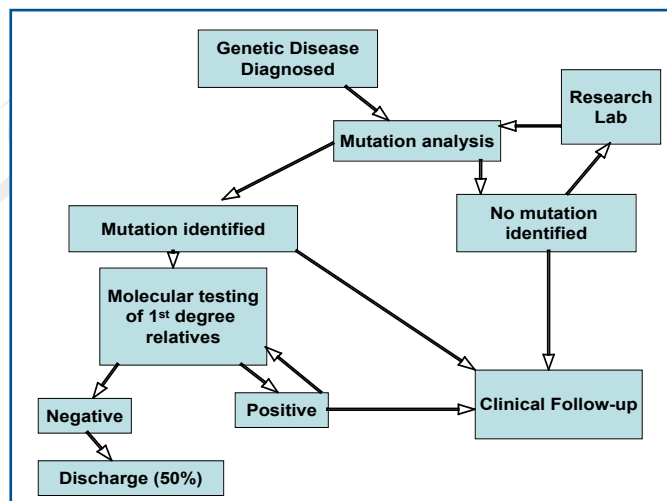 Genetic Disease
Diagnosed
Research
Lab
Mutation analysis
Mutation identified
No mutation
identified
Molecular testing
of 1st degree
relatives
Negative
Positive
Clinical Follow-up
Discharge (50%)